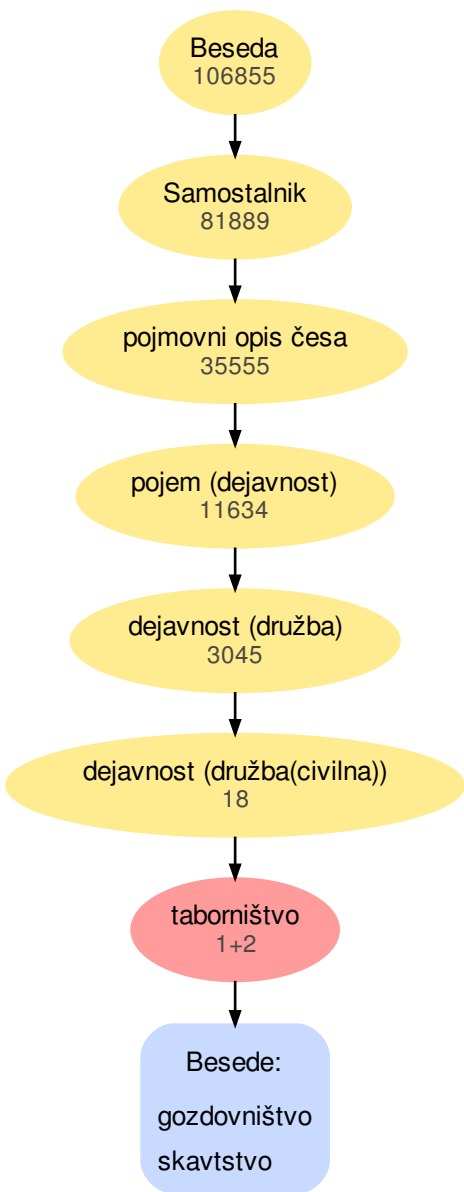 Beseda
106855
Samostalnik
81889
pojmovni opis česa
35555
pojem (dejavnost)
11634
dejavnost (družba)
3045
dejavnost (družba(civilna))
18
taborništvo
1+2
Besede:
gozdovništvo
skavtstvo